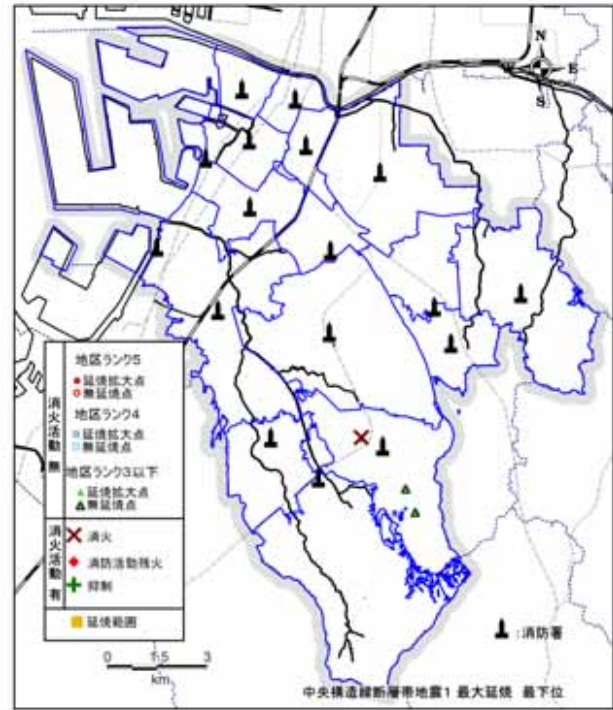 N
W
E
S
地区ランク5
延焼拡大点
無延焼点
地区ランク4
延焼拡大点
無延焼点
地区ランク3以下
延焼拡大点
無延焼点
消火活動 無
消火
消防活動残火
抑制
消火活動 有
延焼範囲
0 1.5 3
km
:消防署
中央構造線断層帯地震1 最大延焼 最下位